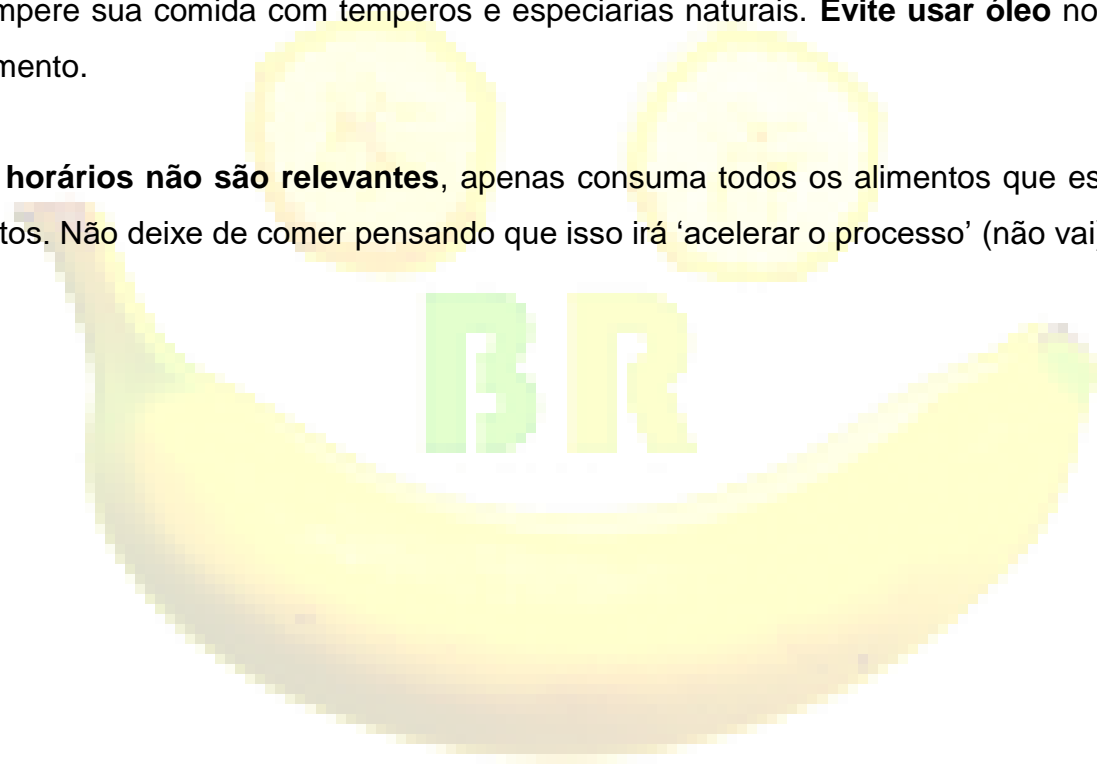 mpere sua comida com temperos e especiarias naturais. Evite usar óleo no
mento.
horários não são relevantes, apenas consuma todos os alimentos que es
tos. Não deixe de comer pensando que isso irá ‘acelerar o processo’ (não vai)
BR